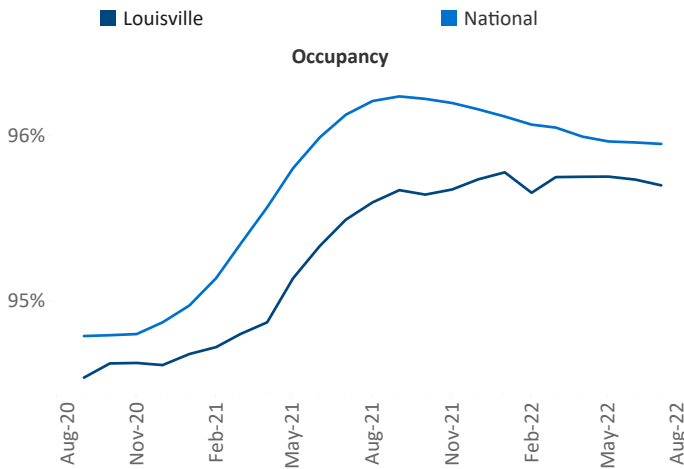 Louisville National
Occupancy
96%
95%
Aug-20 Nov-20 Feb-21 May-21 Aug-21 Nov-21 Feb-22 May-22 Aug-22